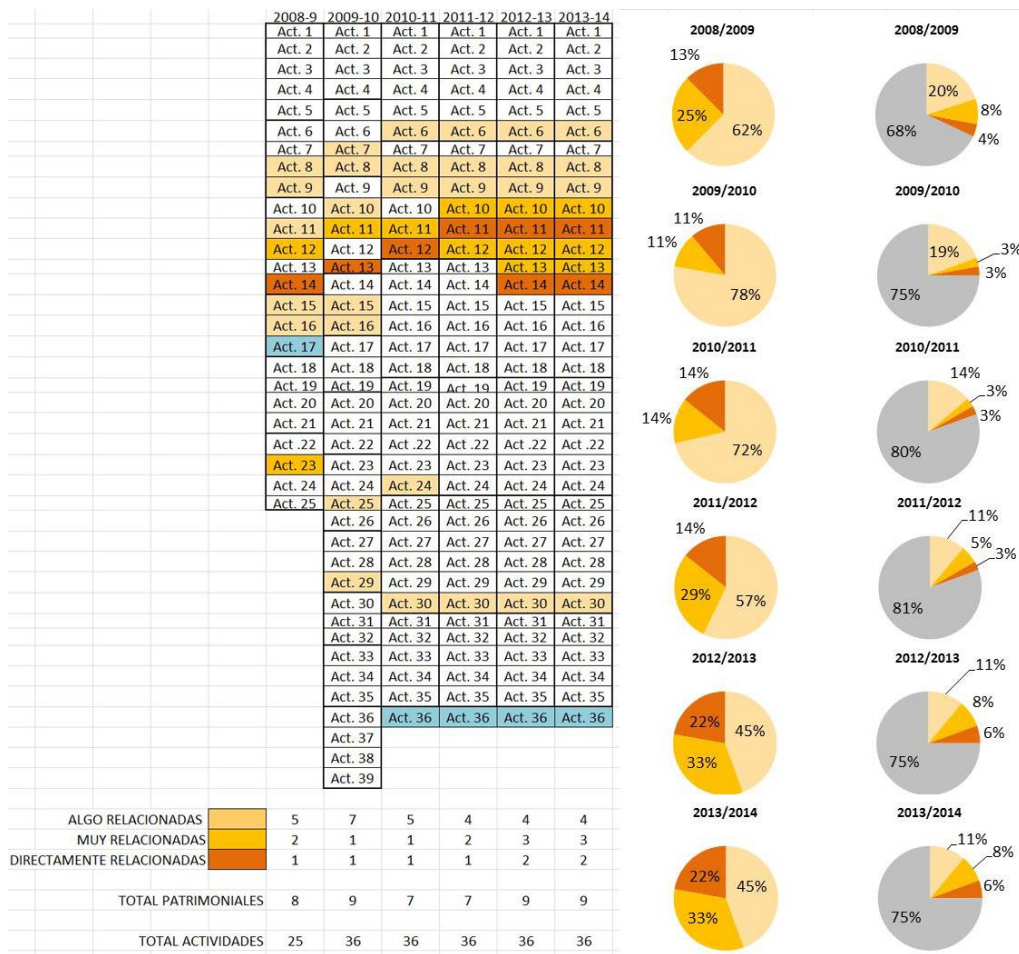 2008-9 2009-10 2010-11 2011-12 2012-13 2013-14
Act. 1 Act. 1 Act. 1 Act. 1 Act. 1 Act. 1
Act. 2 Act. 2 Act. 2 Act. 2 Act. 2 Act. 2
Act. 3 Act. 3 Act. 3 Act. 3 Act. 3 Act. 3
Act. 4 Act. 4 Act. 4 Act. 4 Act. 4 Act. 4
Act. 5 Act. 5 Act. 5 Act. 5 Act. 5 Act. 5
Act. 6 Act. 6 Act. 6 Act. 6 Act. 6 Act. 6
Act. 7 Act. 7 Act. 7 Act. 7 Act. 7 Act. 7
Act. 8 Act. 8 Act. 8 Act. 8 Act. 8 Act. 8
Act. 9 Act. 9 Act. 9 Act. 9 Act. 9 Act. 9
Act. 10 Act. 10 Act. 10 Act. 10 Act. 10 Act. 10
Act. 11 Act. 11 Act. 11 Act. 11 Act. 11 Act. 11
Act. 12 Act. 12 Act. 12 Act. 12 Act. 12 Act. 12
Act. 13 Act. 13 Act. 13 Act. 13 Act. 13 Act. 13
Act. 14 Act. 14 Act. 14 Act. 14 Act. 14 Act. 14
Act. 15 Act. 15 Act. 15 Act. 15 Act. 15 Act. 15
Act. 16 Act. 16 Act. 16 Act. 16 Act. 16 Act. 16
Act. 17 Act. 17 Act. 17 Act. 17 Act. 17 Act. 17
Act. 18 Act. 18 Act. 18 Act. 18 Act. 18 Act. 18
Act. 19 Act. 19 Act. 19 Act. 19 Act. 19 Act. 19
Act. 20 Act. 20 Act. 20 Act. 20 Act. 20 Act. 20
Act. 21 Act. 21 Act. 21 Act. 21 Act. 21 Act. 21
Act. .22 Act. .22 Act. .22 Act. .22 Act. .22 Act. .22
Act. 23 Act. 23 Act. 23 Act. 23 Act. 23 Act. 23
Act. 24 Act. 24 Act. 24 Act. 24 Act. 24 Act. 24
Act. 25 Act. 25 Act. 25 Act. 25 Act. 25 Act. 25
Act. 26 Act. 26 Act. 26 Act. 26 Act. 26
Act. 27 Act. 27 Act. 27 Act. 27 Act. 27
Act. 28 Act. 28 Act. 28 Act. 28 Act. 28
Act. 29 Act. 29 Act. 29 Act. 29 Act. 29
Act. 30 Act. 30 Act. 30 Act. 30 Act. 30
Act. 31 Act. 31 Act. 31 Act. 31 Act. 31
Act. 32 Act. 32 Act. 32 Act. 32 Act. 32
Act. 33 Act. 33 Act. 33 Act. 33 Act. 33
Act. 34 Act. 34 Act. 34 Act. 34 Act. 34
Act. 35 Act. 35 Act. 35 Act. 35 Act. 35
Act. 36 Act. 36 Act. 36 Act. 36 Act. 36
Act. 37
Act. 38
Act. 39
ALGO RELACIONADAS 5 7 5 4 4 4
MUY RELACIONADAS 2 1 1 2 3 3
DIRECTAMENTE RELACIONADAS 1 1 1 1 2 2
TOTAL PATRIMONIALES 8 9 7 7 9 9
TOTAL ACTIVIDADES 25 36 36 36 36 36
2008/2009
13%
25%
62%
2008/2009
20%
8%
4%
68%
2009/2010
11%
11%
78%
2009/2010
19%
3%
3%
75%
2010/2011
14%
14%
72%
2010/2011
14%
3%
3%
80%
2011/2012
14%
29%
57%
2011/2012
11%
5%
3%
81%
2012/2013
22%
45%
33%
2012/2013
11%
8%
6%
75%
2013/2014
22%
45%
33%
2013/2014
11%
8%
6%
75%